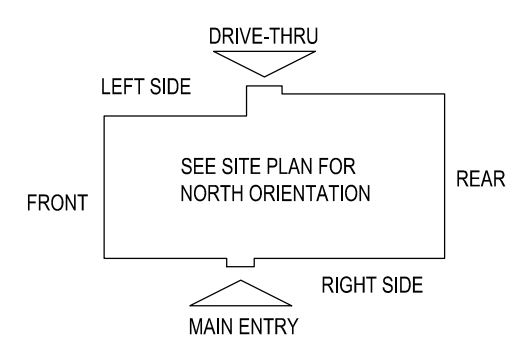 DRIVE-THRU
LEFT SIDE
SEE SITE PLAN FOR
NORTH ORIENTATION
REAR
FRONT
RIGHT SIDE
MAIN ENTRY